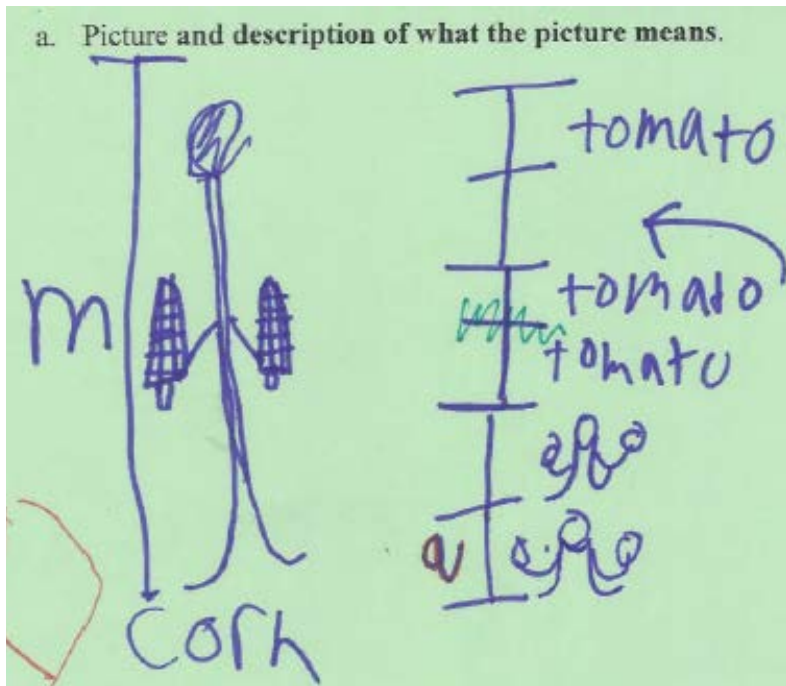 a. Picture and description of what the picture means.
tomato
m
tomato
tomato
a
Corn